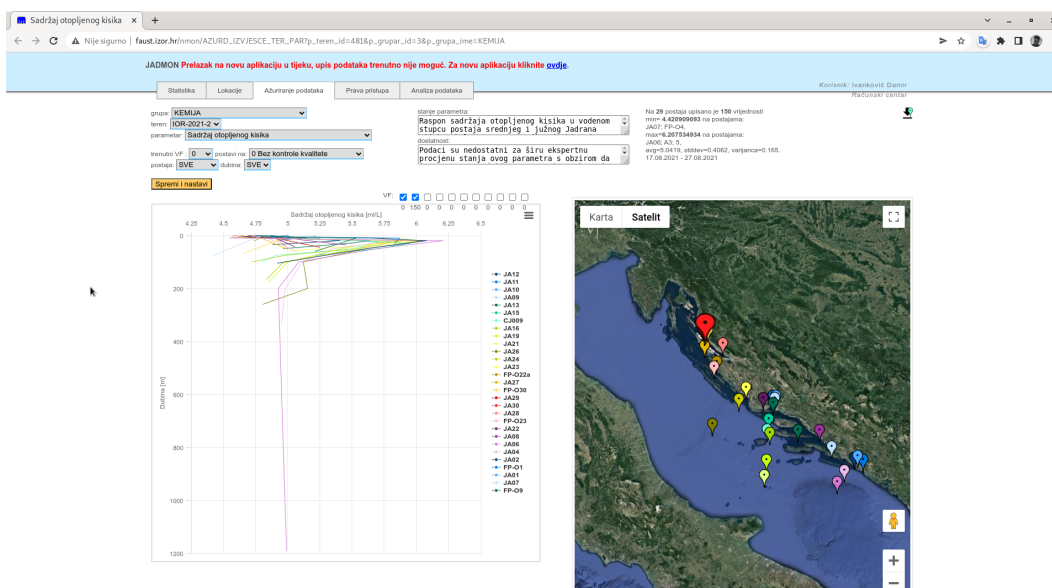 Sadržaj otopljenog kisika
Nije sigurno | faust.izor.hr/nmon/AZURD_IZVJESCE_TER_PAR?p_teren_id=481&p_grupar_id=3&p_grupa_ime=KEMIJA
JADMON Prelazak na novu aplikaciju u tijeku, upis podataka trenutno nije moguć. Za novu aplikaciju kliknite ovdje.
Korisnik: Ivanković Damir
Računski centar
Statistika Lokacije Ažuriranje podataka Prava pristupa Analiza podataka
grupa: KEMIJA
teren: IOR-2021-2
parametar: Sadržaj otopljenog kisika
trenutni VF : 0 postavi na: 0 Bez kontrole kvalitete
postaja: SVE dubina: SVE
Spremi i nastavi
stanje parametra:
Raspon sadržaja otopljenog kisika u vodenom
stupcu postaja srednjeg i južnog Jadrana
dostatnost:
Podaci su nedostatni za širu ekspertnu
procjenu stanja ovog parametra s obzirom da
Na 29 postaja upisano je 150 vrijednosti
min= 4.420909093 na postajama:
JA07; FP-O4,
max=6.207534934 na postajama:
JA06; A3; 5,
avg=5.0419, stddev=0.4062, varijanca=0.165.
17.08.2021 - 27.08.2021
VF:
0 150 0 0 0 0 0 0 0 0 0
Sadržaj otopljenog kisika [ml/L]
4.25 4.5 4.75 5 5.25 5.5 5.75 6 6.25 6.5
Dubina [m]
0
200
400
600
800
1000
1200
JA12
JA11
JA10
JA09
JA13
JA15
CJ009
JA16
JA19
JA21
JA26
JA24
JA23
FP-O22a
JA27
FP-O30
JA29
JA30
JA28
FP-O23
JA22
JA08
JA06
JA04
JA02
FP-O1
JA01
JA07
FP-O9
Karta Satelit